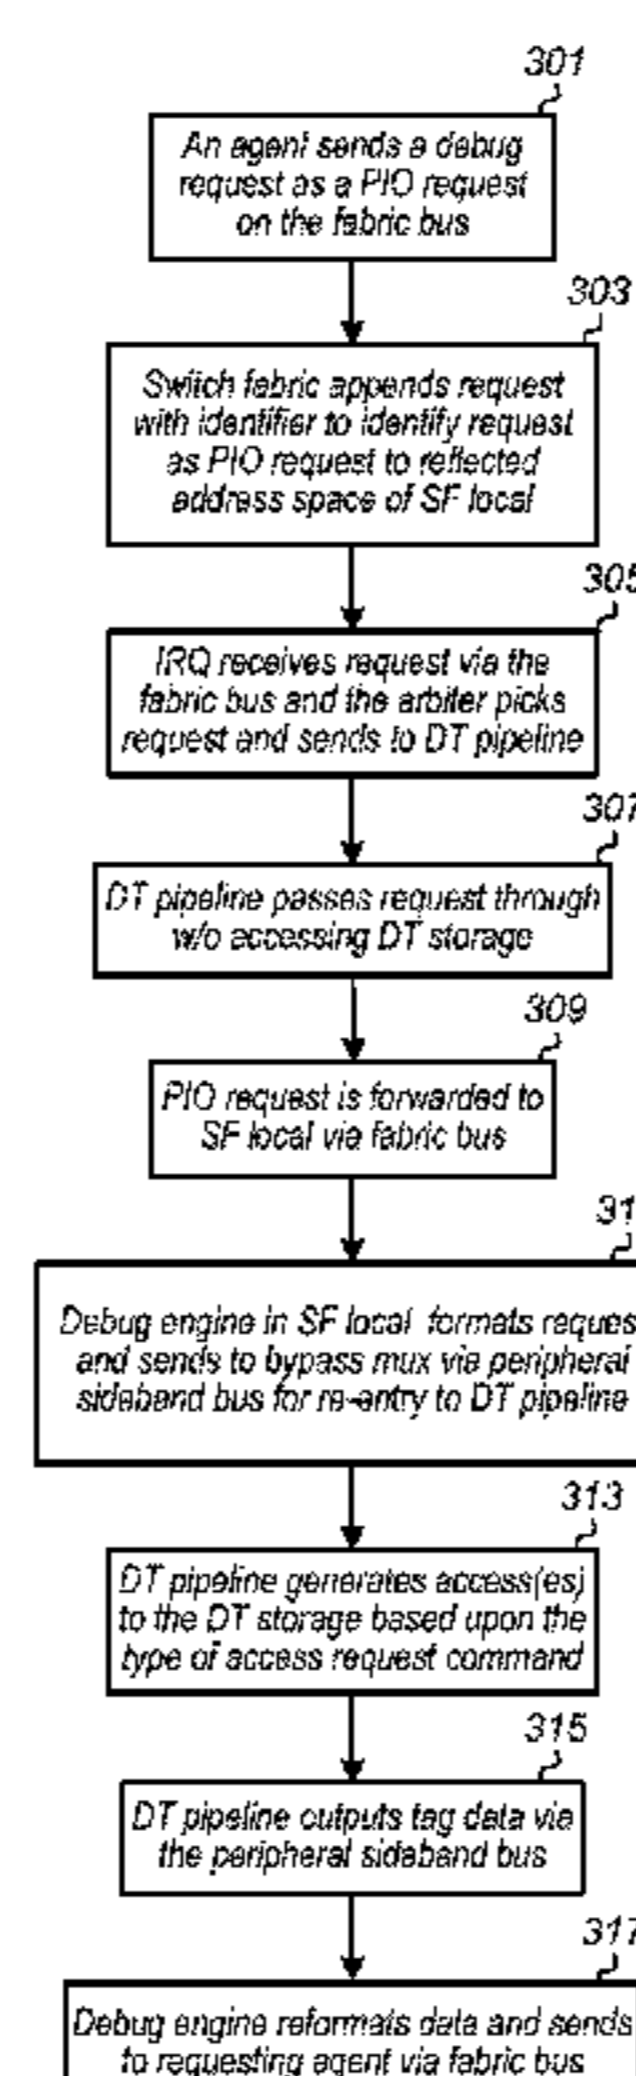 301
An agent sends a debug
request as a PIO request
on the fabric bus
303
Switch fabric appends request
with identifier to identify request
as PIO request to reflected
address space of SF local
305
IRQ receives request via the
fabric bus and the arbiter picks
request and sends to DT pipeline
307
DT pipeline passes request through
w/o accessing DT storage
309
PIO request is forwarded to
SF local via fabric bus
31
Debug engine in SF local formats reques
and sends to bypass mux via peripheral
sideband bus for re-entry to DT pipeline
313
DT pipeline generates access(es)
to the DT storage based upon the
type of access request command
315
DT pipeline outputs tag data via
the peripheral sideband bus
317
Debug engine reformats data and sends
to requesting agent via fabric bus